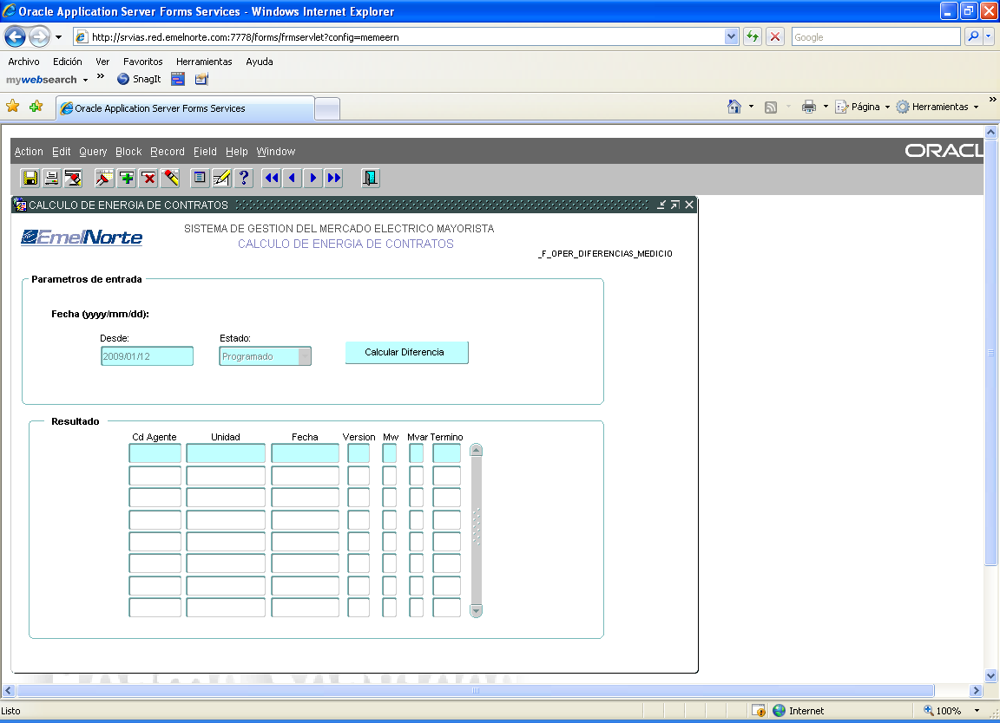 Oracle Application Server Forms Services - Windows Internet Explorer
http://srvias.red.emelnorte.com:7778/forms/frmservlet?config=memeern
Google
Archivo Edición Ver Favoritos Herramientas Ayuda
mywebsearch » SnagIt
Oracle Application Server Forms Services
Página Herramientas »
Action Edit Query Block Record Field Help Window
ORACL
CALCULO DE ENERGIA DE CONTRATOS
EmelNorte
SISTEMA DE GESTION DEL MERCADO ELECTRICO MAYORISTA
CALCULO DE ENERGIA DE CONTRATOS
_F_OPER_DIFERENCIAS_MEDICIO
Parametros de entrada
Fecha (yyyy/mm/dd):
Desde: Estado:
2009/01/12 Programado Calcular Diferencia
Resultado
Cd Agente Unidad Fecha Version Mw Mvar Termino
Listo Internet 100%